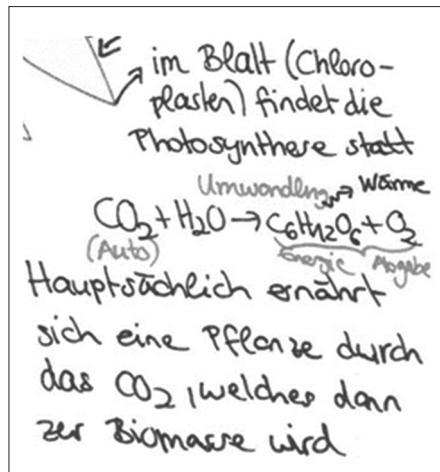 im Blatt (Chloro-
plasten) findet die
Photosynthese statt
Umwandlung → Wärme
CO₂ + H₂O → C₆H₁₂O₆ + O₂
(Auto) Energie Abgabe
Hauptsächlich ernährt
sich eine Pflanze durch
das CO₂, welches dann
zur Biomasse wird